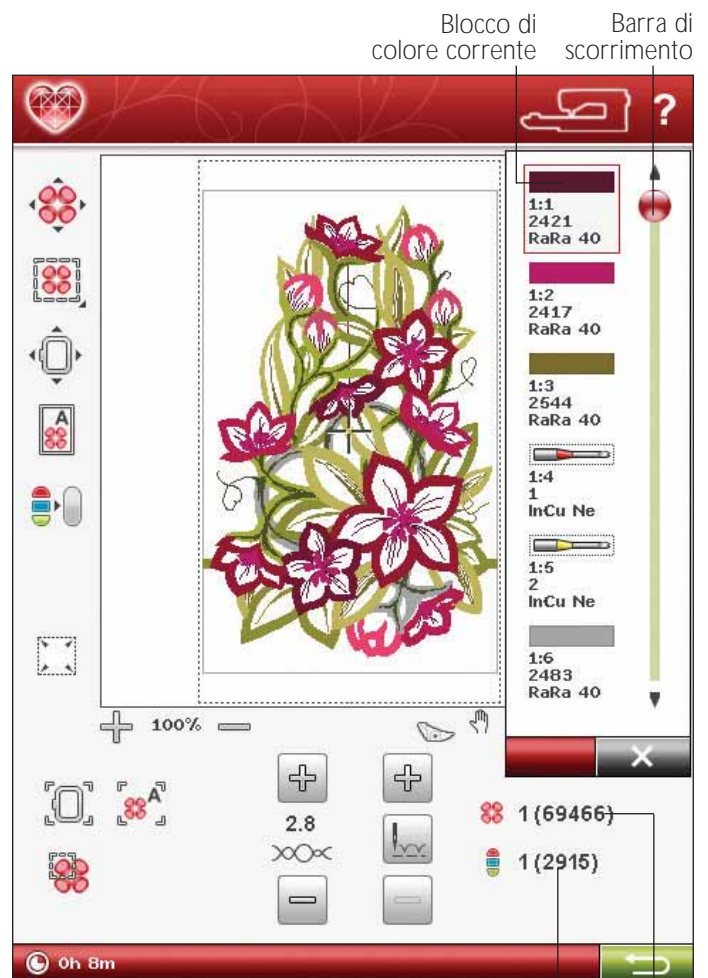 Blocco di
colore corrente
Barra di
scorrimento
?
1:1
2421
RaRa 40
1:2
2417
RaRa 40
1:3
2544
RaRa 40
1:4
1
InCu Ne
1:5
2
InCu Ne
1:6
2483
RaRa 40
A
100%
A
2.8
1 (69466)
1 (2915)
0h 8m